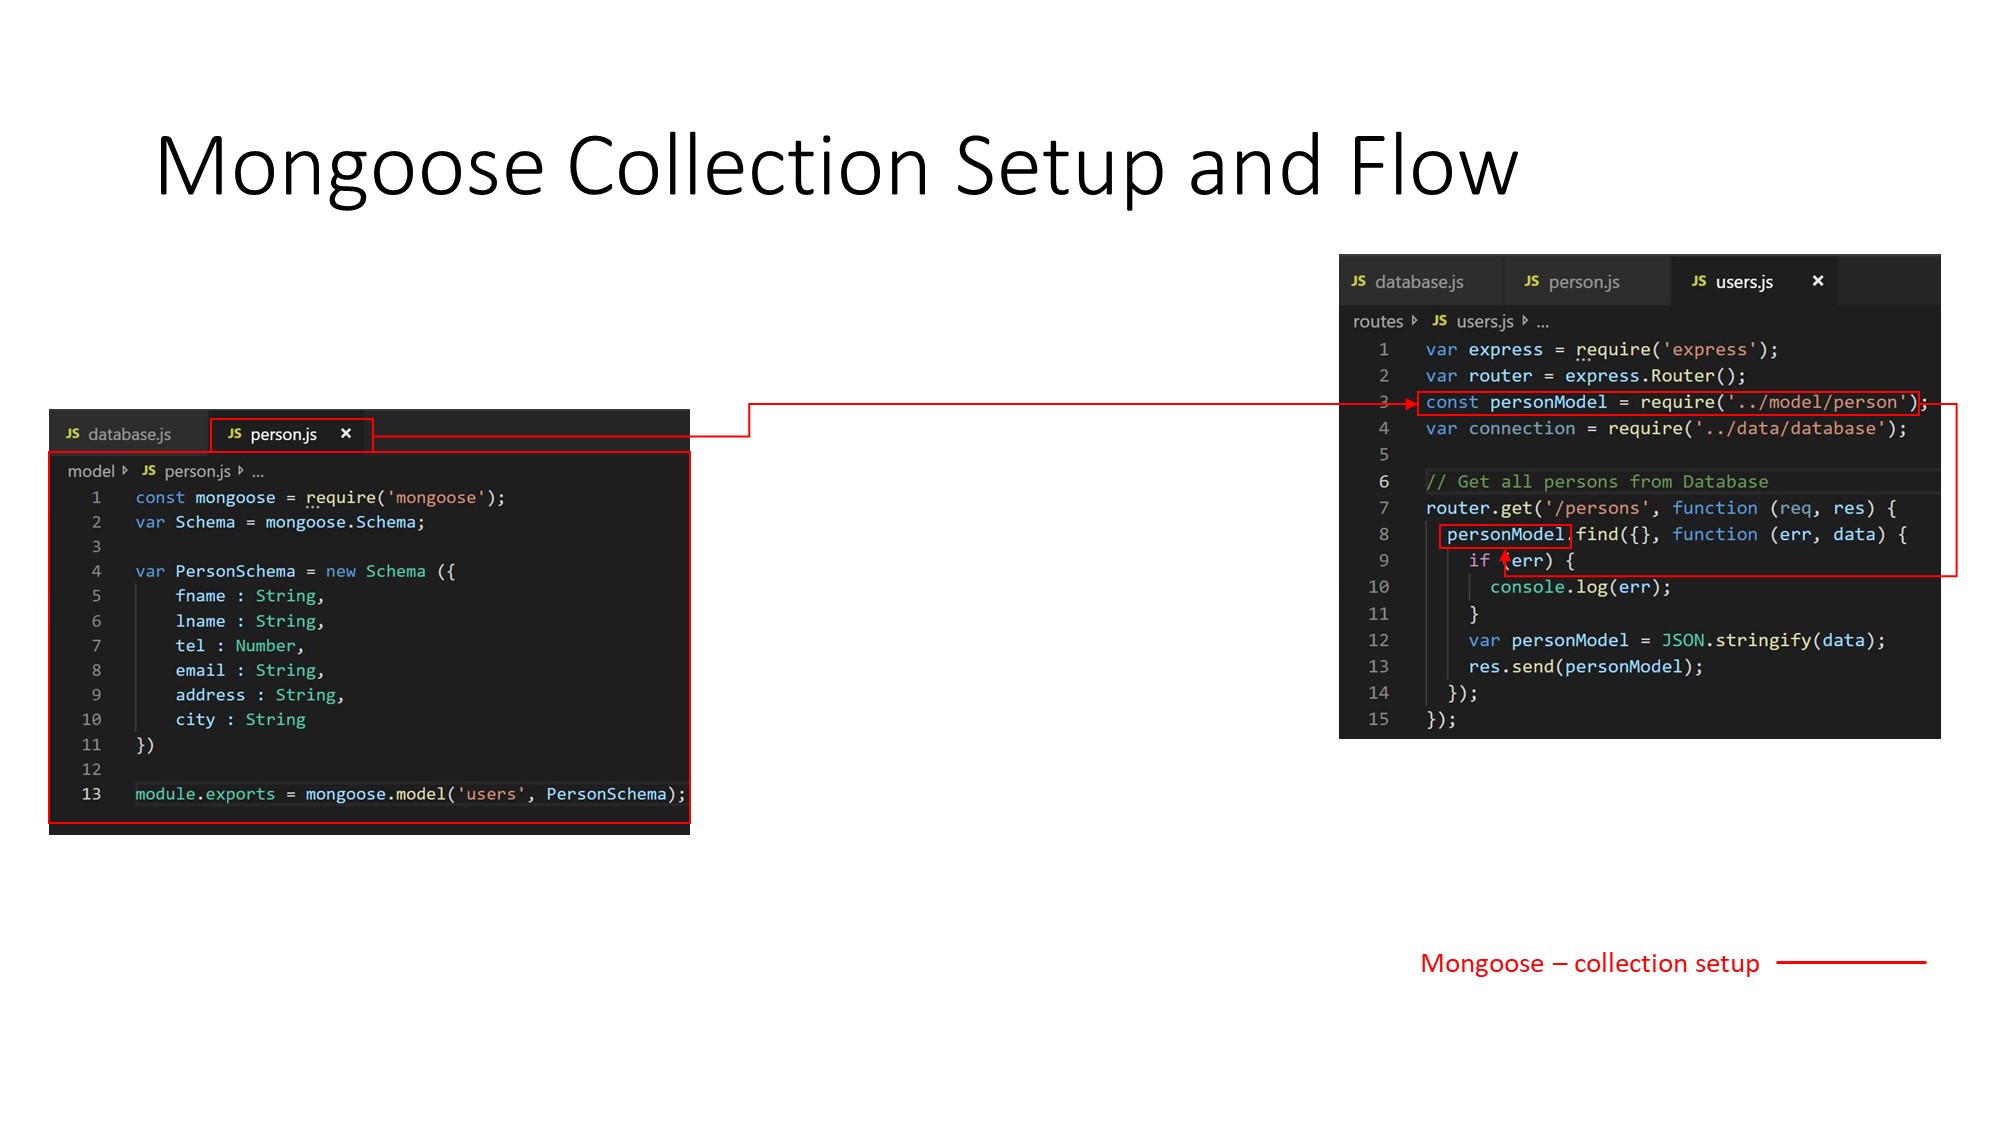 Mongoose Collection Setup and Flow
JS database.js JS person.js ×
model JS person.js ...
1 const mongoose = require('mongoose');
2 var Schema = mongoose.Schema;
3
4 var PersonSchema = new Schema ({
5 fname : String,
6 lname : String,
7 tel : Number,
8 email : String,
9 address : String,
10 city : String
11 })
12
13 module.exports = mongoose.model('users', PersonSchema);
JS database.js JS person.js JS users.js ×
routes JS users.js ...
1 var express = require('express');
2 var router = express.Router();
3 const personModel = require('../model/person');
4 var connection = require('../data/database');
5
6 // Get all persons from Database
7 router.get('/persons', function (req, res) {
8 personModel.find({}, function (err, data) {
9 if (err) {
10 console.log(err);
11 }
12 var personModel = JSON.stringify(data);
13 res.send(personModel);
14 });
15 });
Mongoose – collection setup